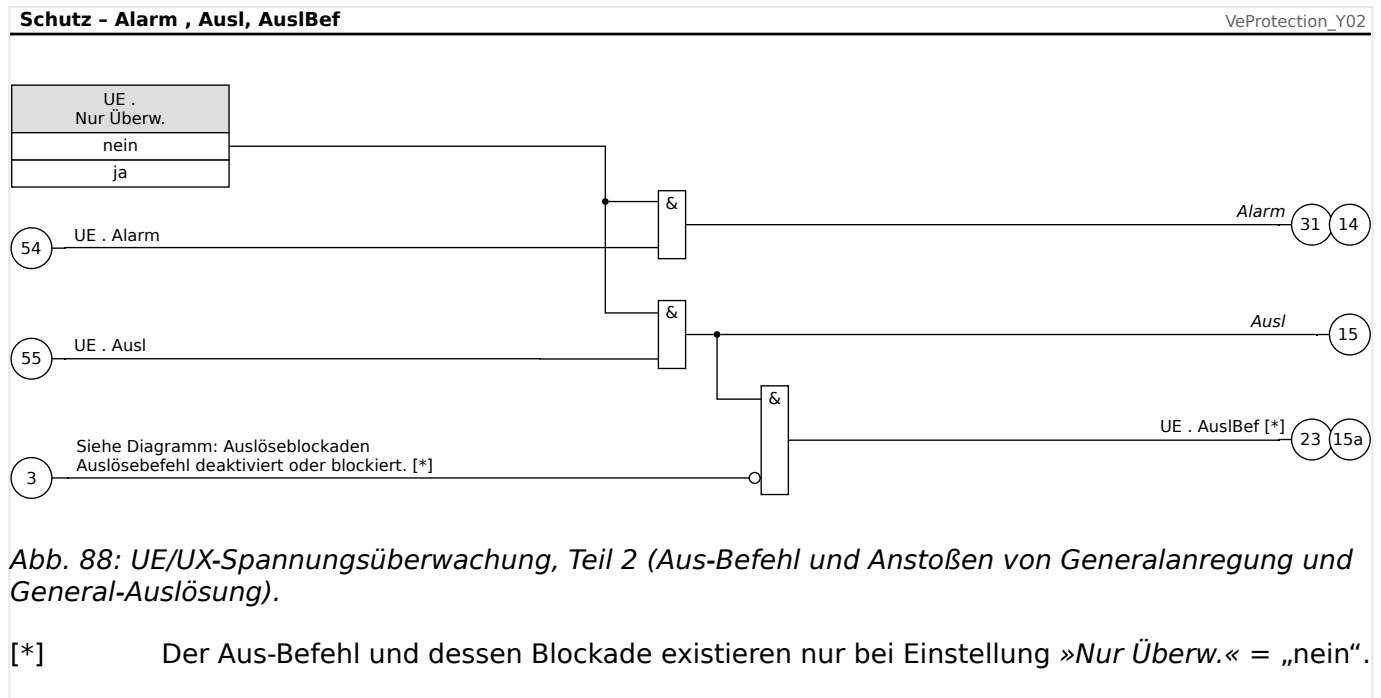 Schutz – Alarm , Ausl, AuslBef
VeProtection_Y02
UE .
Nur Überw.
nein
ja
&
Alarm
31
14
54
UE . Alarm
&
Ausl
15
55
UE . Ausl
&
UE . AuslBef [*]
23
15a
Siehe Diagramm: Auslöseblockaden
Auslösebefehl deaktiviert oder blockiert. [*]
3
Abb. 88: UE/UX-Spannungsüberwachung, Teil 2 (Aus-Befehl und Anstoßen von Generalanregung und
General-Auslösung).
[*] Der Aus-Befehl und dessen Blockade existieren nur bei Einstellung »Nur Überw.« = „nein“.